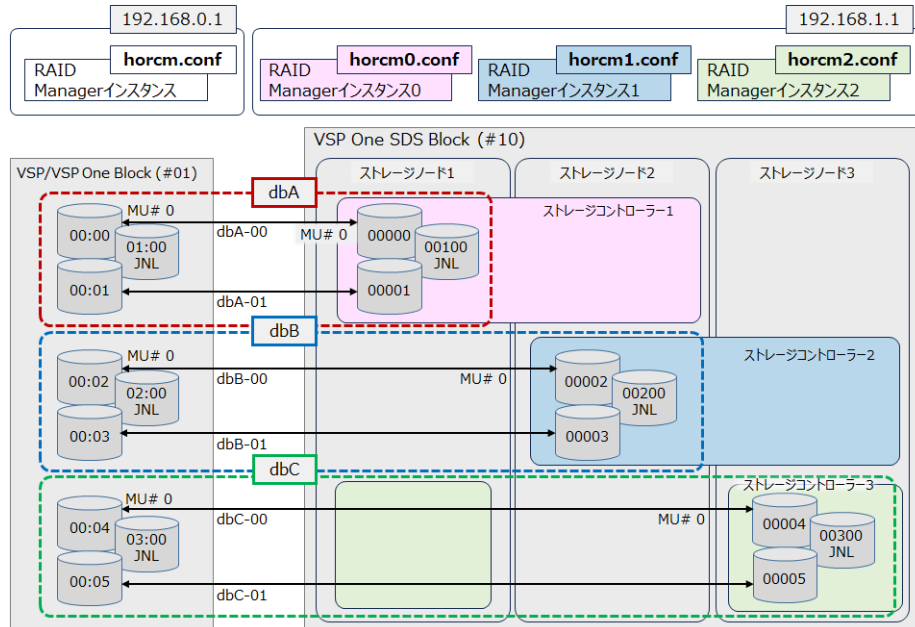 192.168.0.1
192.168.1.1
horcm.conf
RAID
Managerインスタンス
horcm0.conf
RAID
Managerインスタンス0
horcm1.conf
RAID
Managerインスタンス1
horcm2.conf
RAID
Managerインスタンス2
VSP One SDS Block (#10)
VSP/VSP One Block (#01)
ストレージノード1
ストレージノード2
ストレージノード3
dbA
MU# 0
00:00
01:00
JNL
00:01
dbA-00
MU# 0
dbA-01
00000
00100
JNL
00001
ストレージコントローラー1
dbB
MU# 0
00:02
02:00
JNL
00:03
dbB-00
MU# 0
dbB-01
00002
00200
JNL
00003
ストレージコントローラー2
dbC
MU# 0
00:04
03:00
JNL
00:05
dbC-00
MU# 0
dbC-01
ストレージコントローラー3
00004
00300
JNL
00005